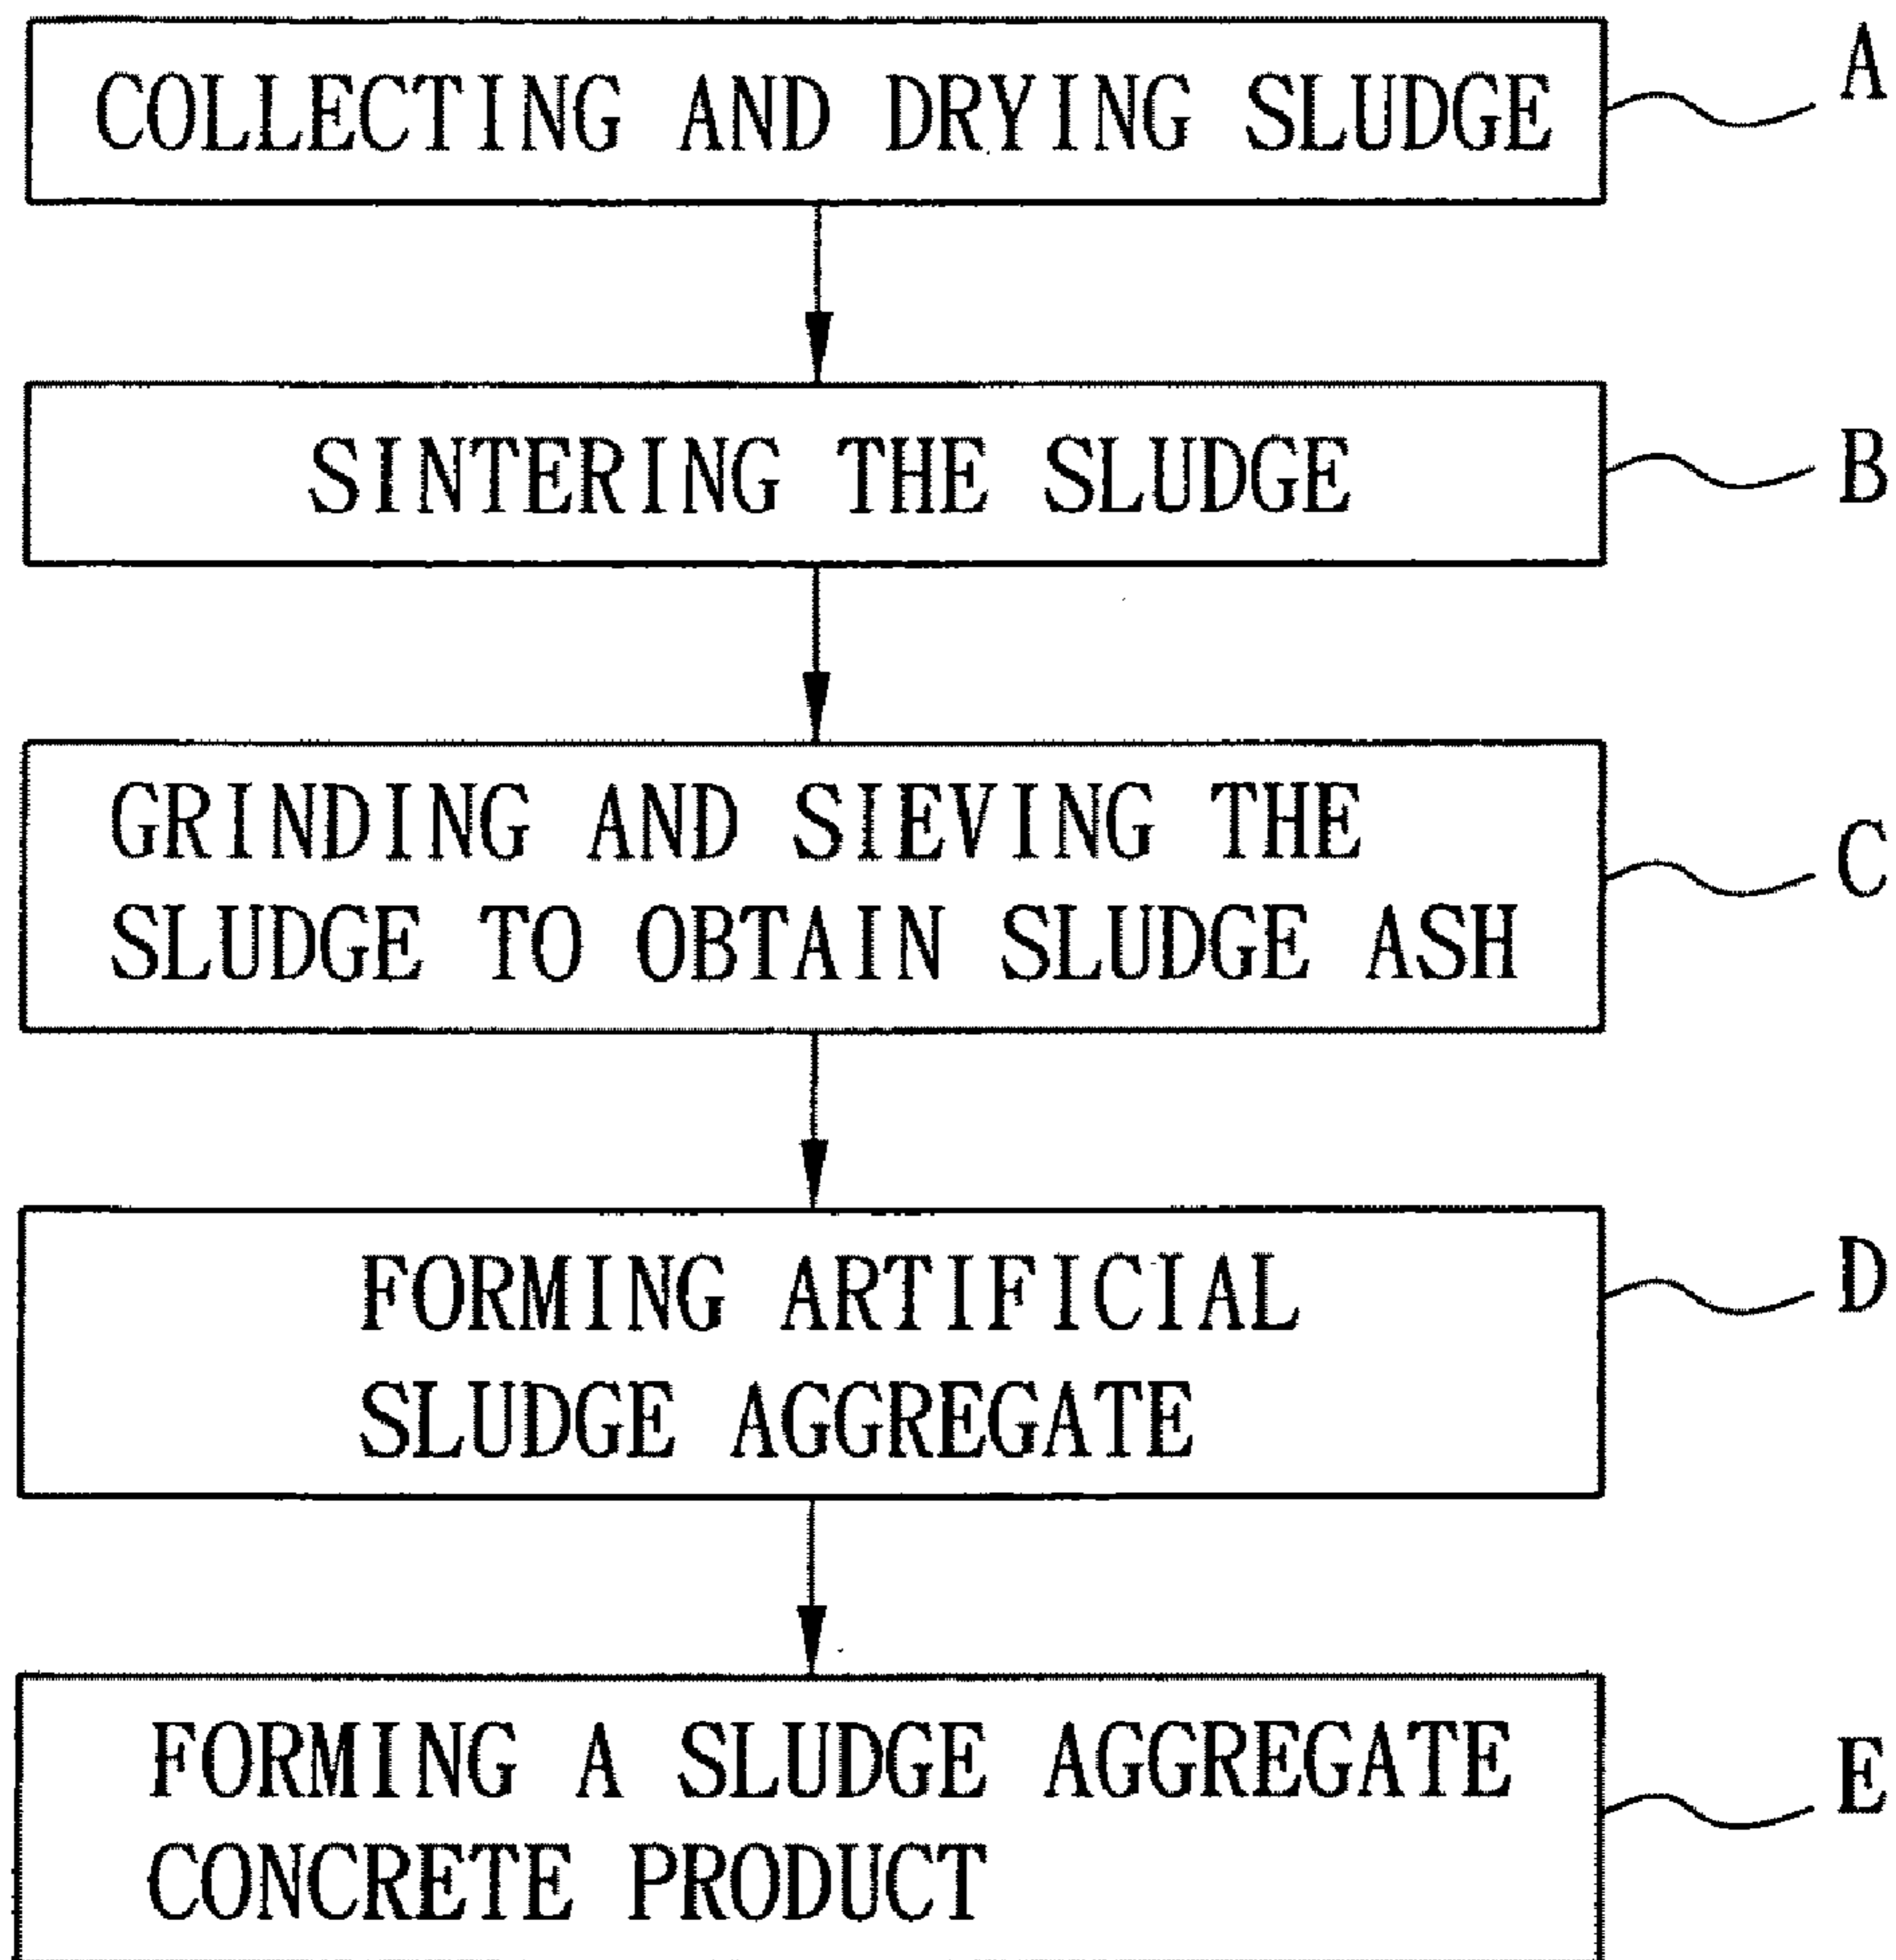 COLLECTING AND DRYING SLUDGE
A
SINTERING THE SLUDGE
B
GRINDING AND SIEVING THE
SLUDGE TO OBTAIN SLUDGE ASH
C
FORMING ARTIFICIAL
SLUDGE AGGREGATE
D
FORMING A SLUDGE AGGREGATE
CONCRETE PRODUCT
E